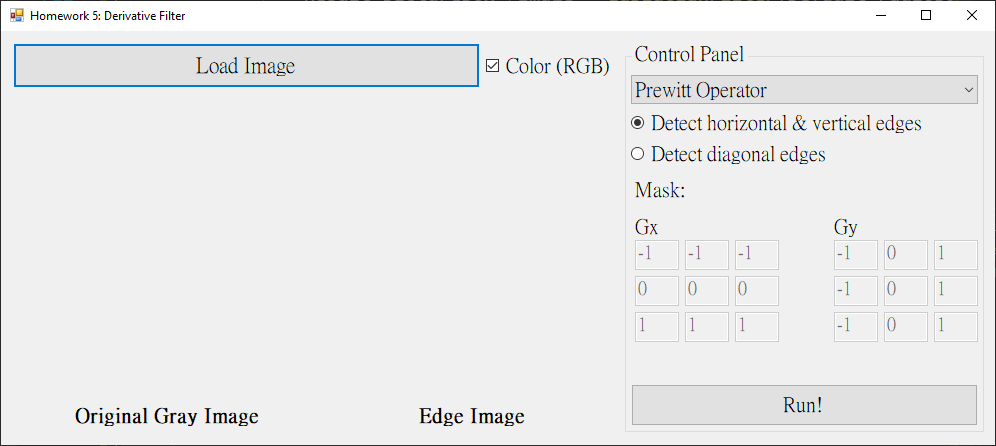 Homework 5: Derivative Filter
Load Image
Color (RGB)
Control Panel
Prewitt Operator
Detect horizontal & vertical edges
Detect diagonal edges
Mask:
Gx
-1 -1 -1
0 0 0
1 1 1
Gy
-1 0 1
-1 0 1
-1 0 1
Run!
Original Gray Image
Edge Image